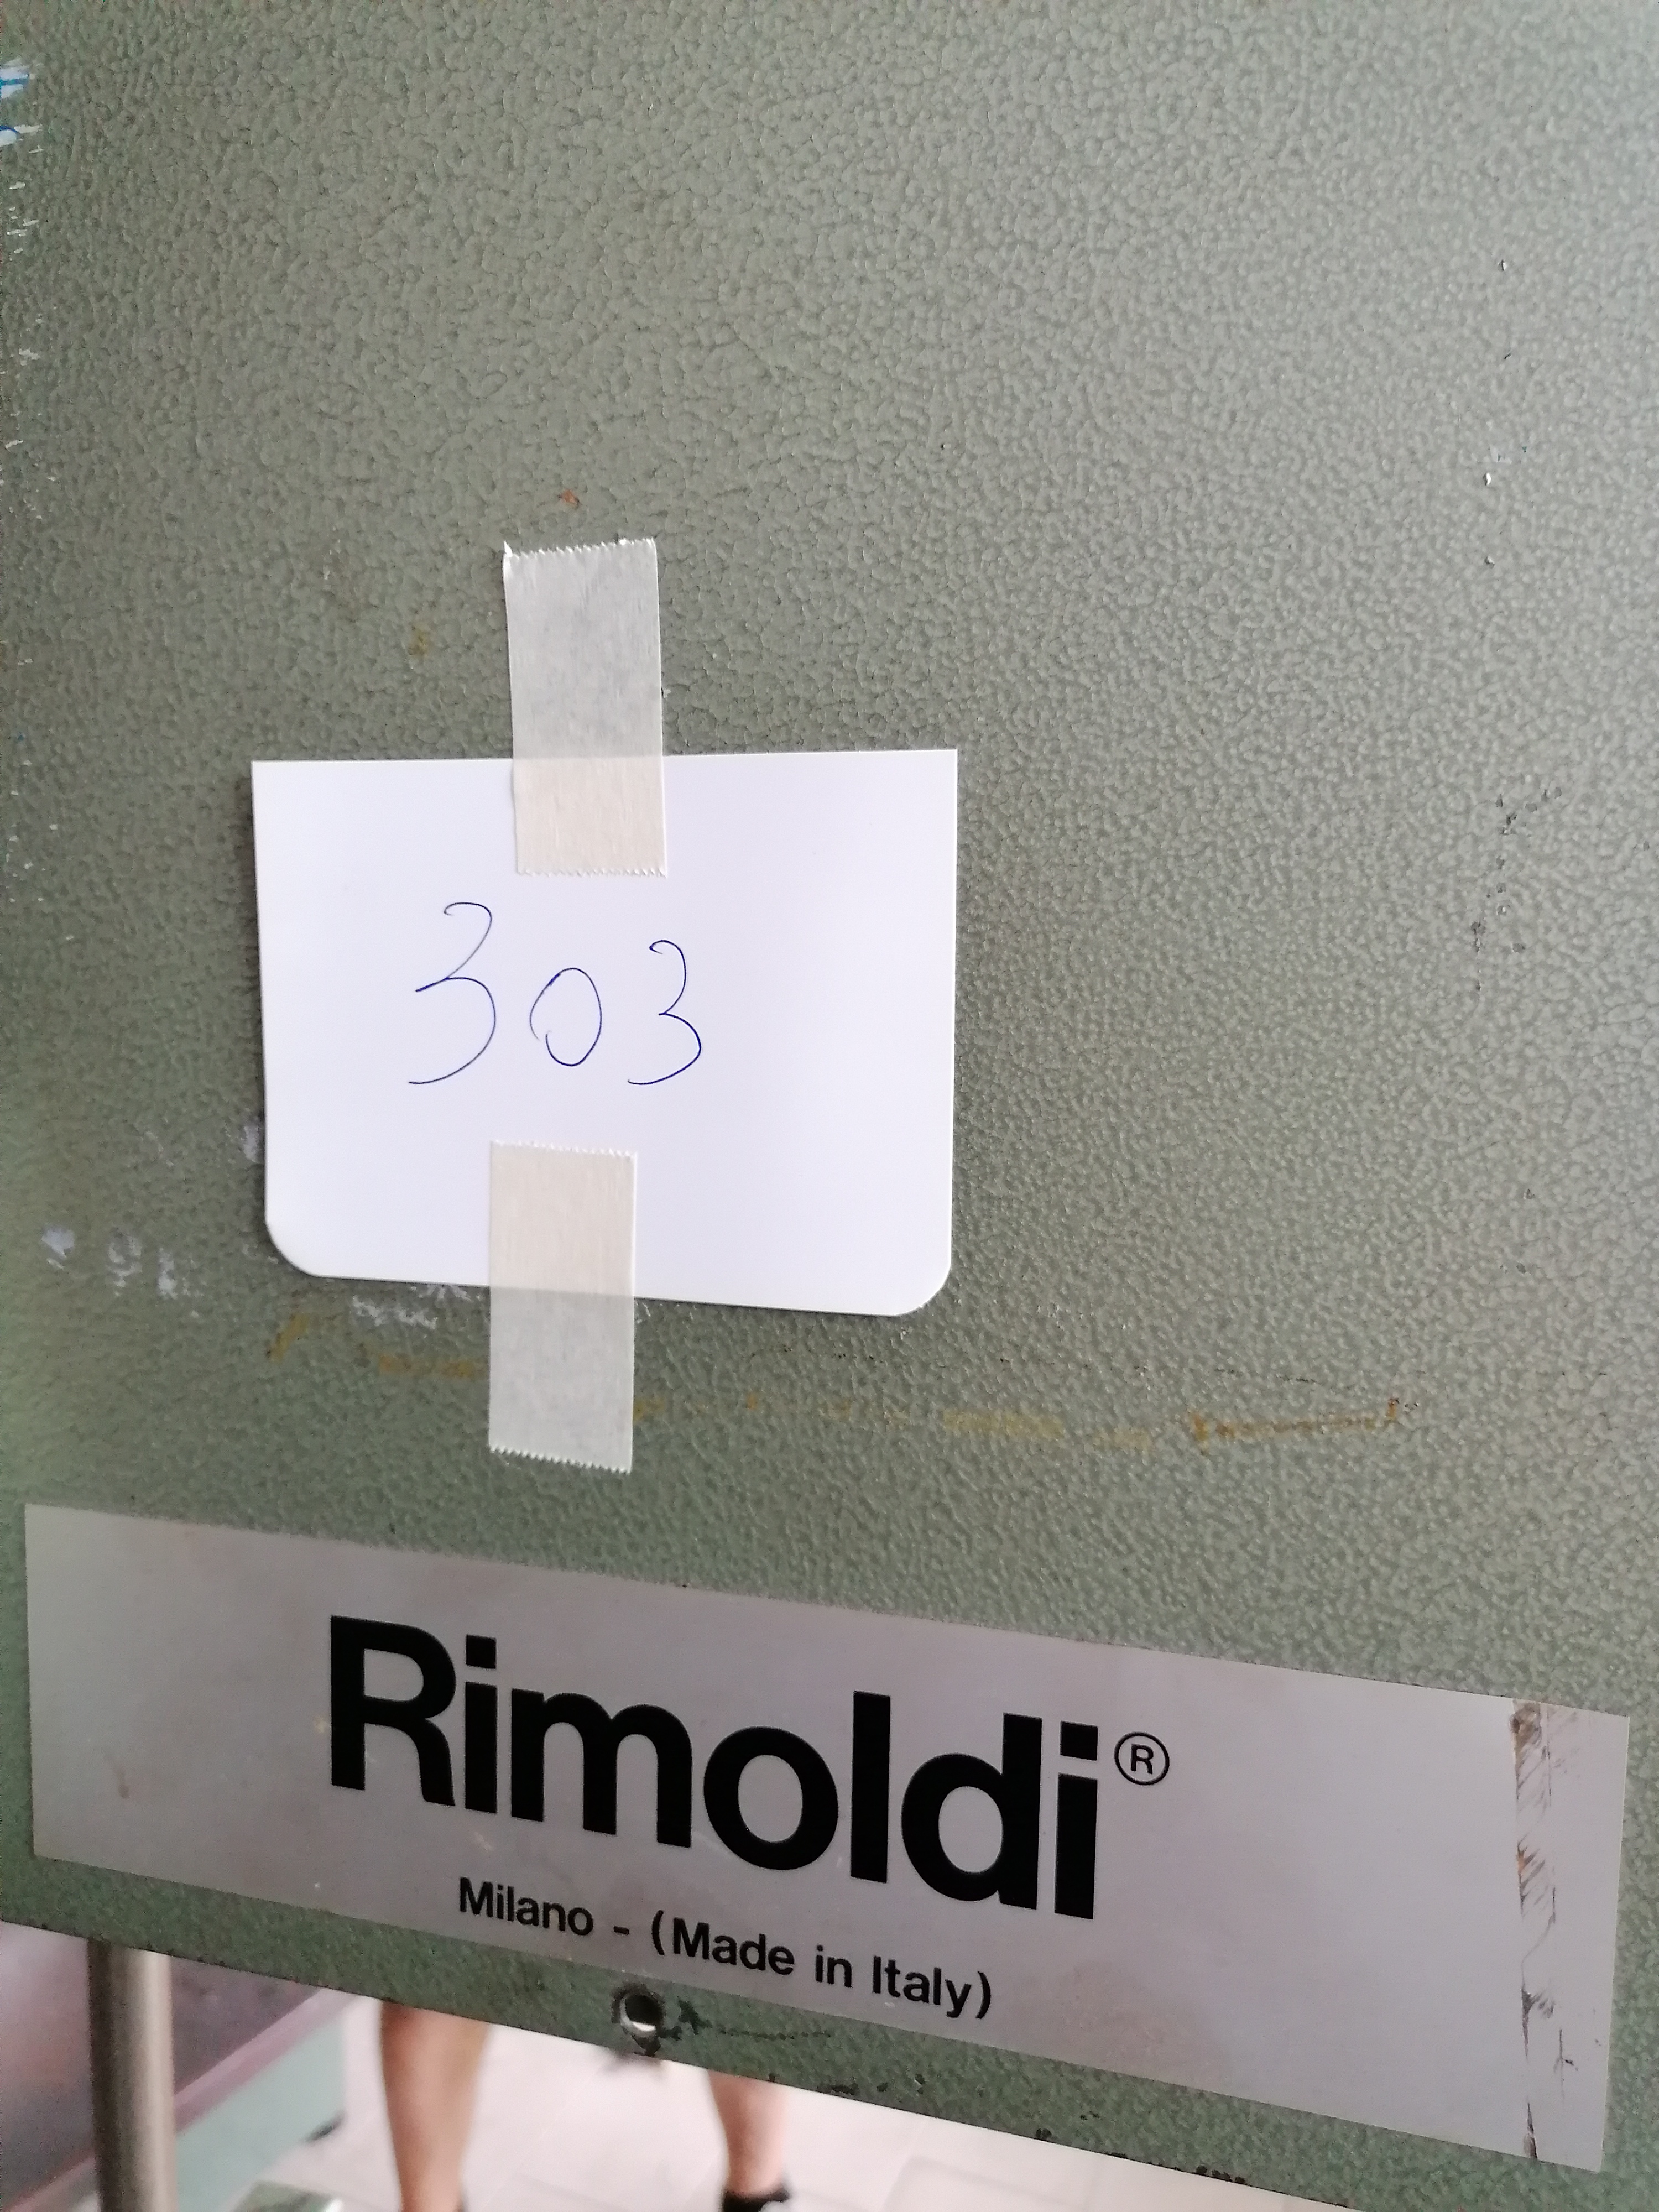 303
Rimoldi®
Milano - (Made in Italy)